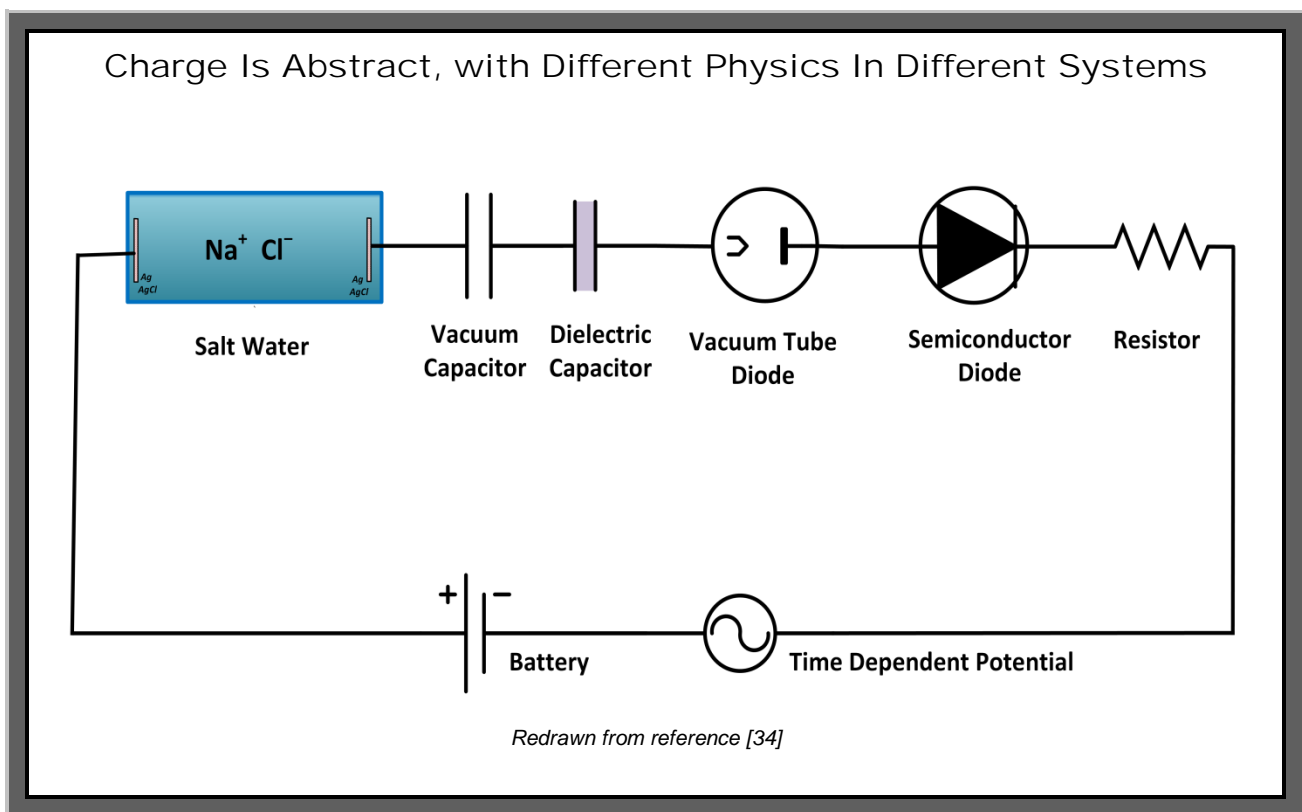 Charge Is Abstract, with Different Physics In Different Systems
Na⁺ Cl⁻
Ag
AgCl
Ag
AgCl
Salt Water
Vacuum
Capacitor
Dielectric
Capacitor
Vacuum Tube
Diode
Semiconductor
Diode
Resistor
+ −
Battery
Time Dependent Potential
Redrawn from reference [34]